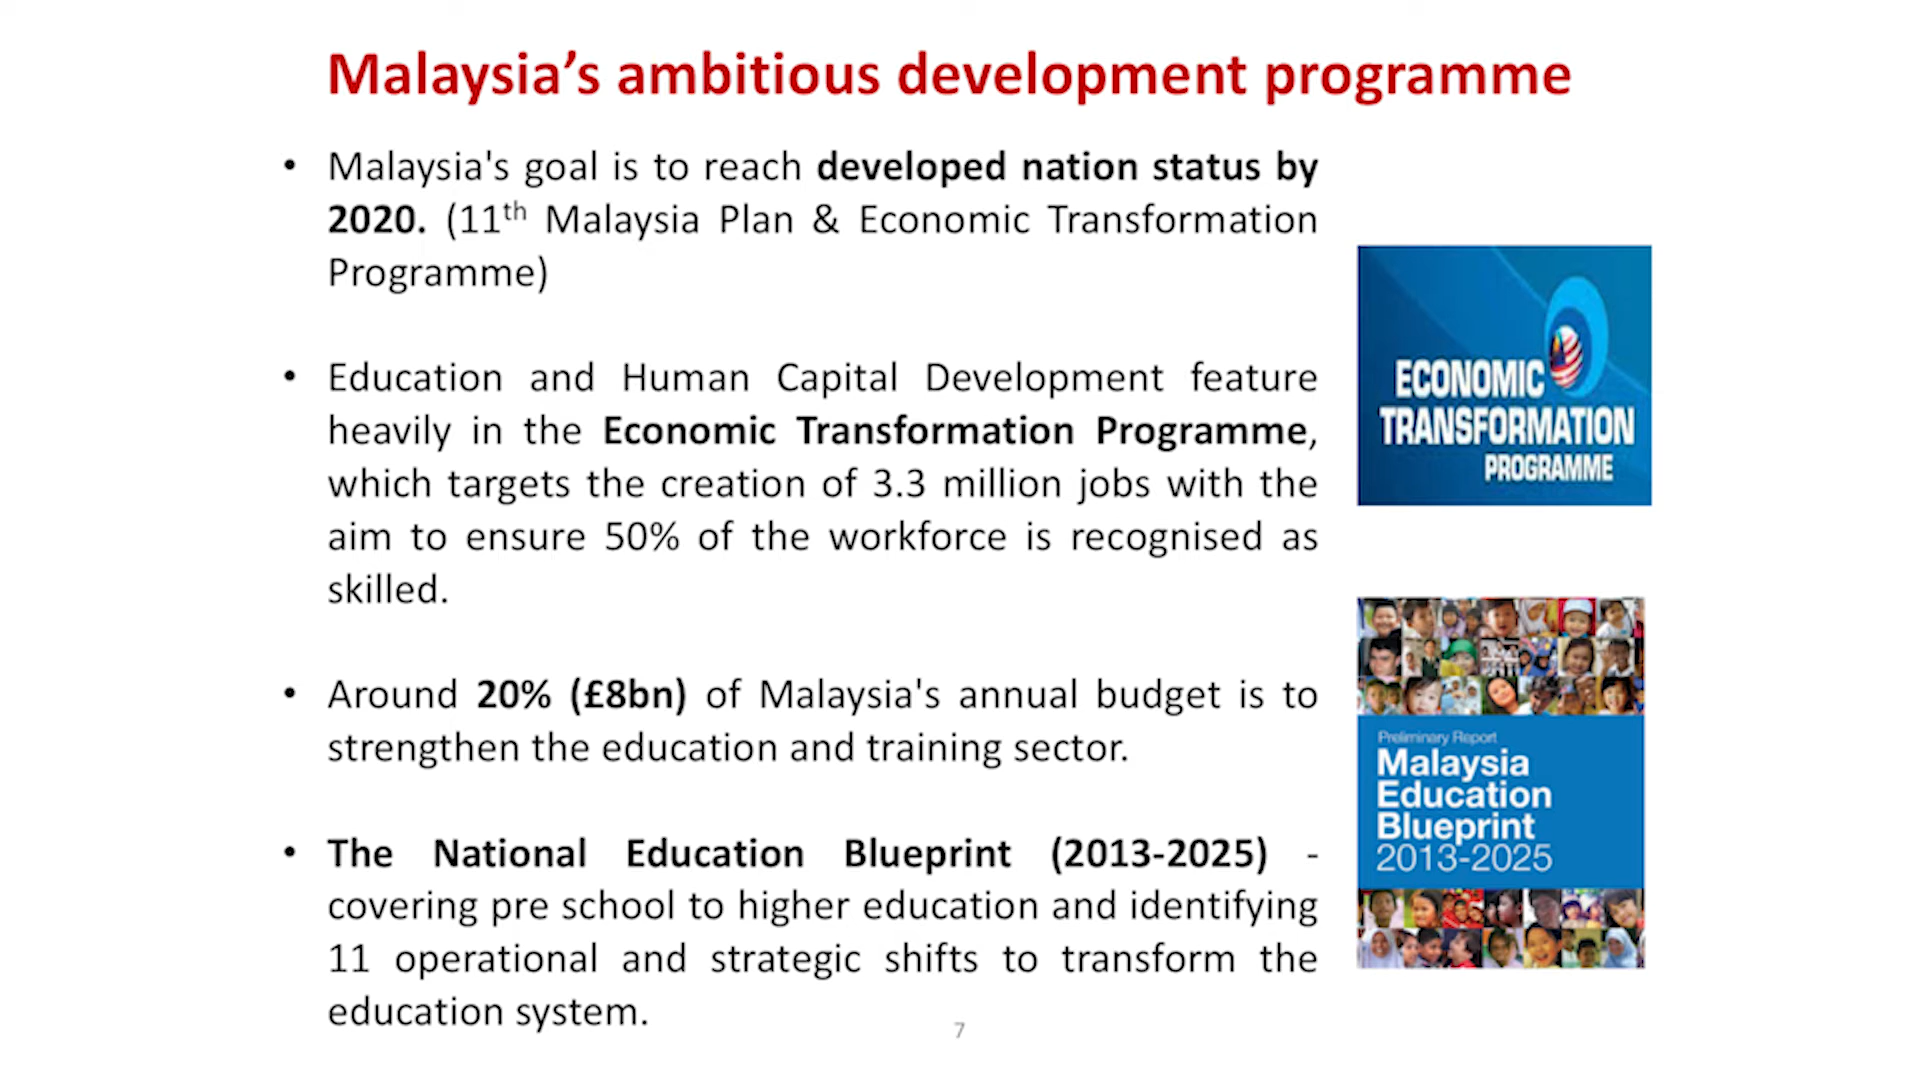 Malaysia’s ambitious development programme
• Malaysia's goal is to reach developed nation status by
2020. (11th Malaysia Plan & Economic Transformation
Programme)
• Education and Human Capital Development feature
heavily in the Economic Transformation Programme,
which targets the creation of 3.3 million jobs with the
aim to ensure 50% of the workforce is recognised as
skilled.
• Around 20% (£8bn) of Malaysia's annual budget is to
strengthen the education and training sector.
• The National Education Blueprint (2013-2025) -
covering pre school to higher education and identifying
11 operational and strategic shifts to transform the
education system.
ECONOMIC
TRANSFORMATION
PROGRAMME
Preliminary Report
Malaysia
Education
Blueprint
2013-2025
7